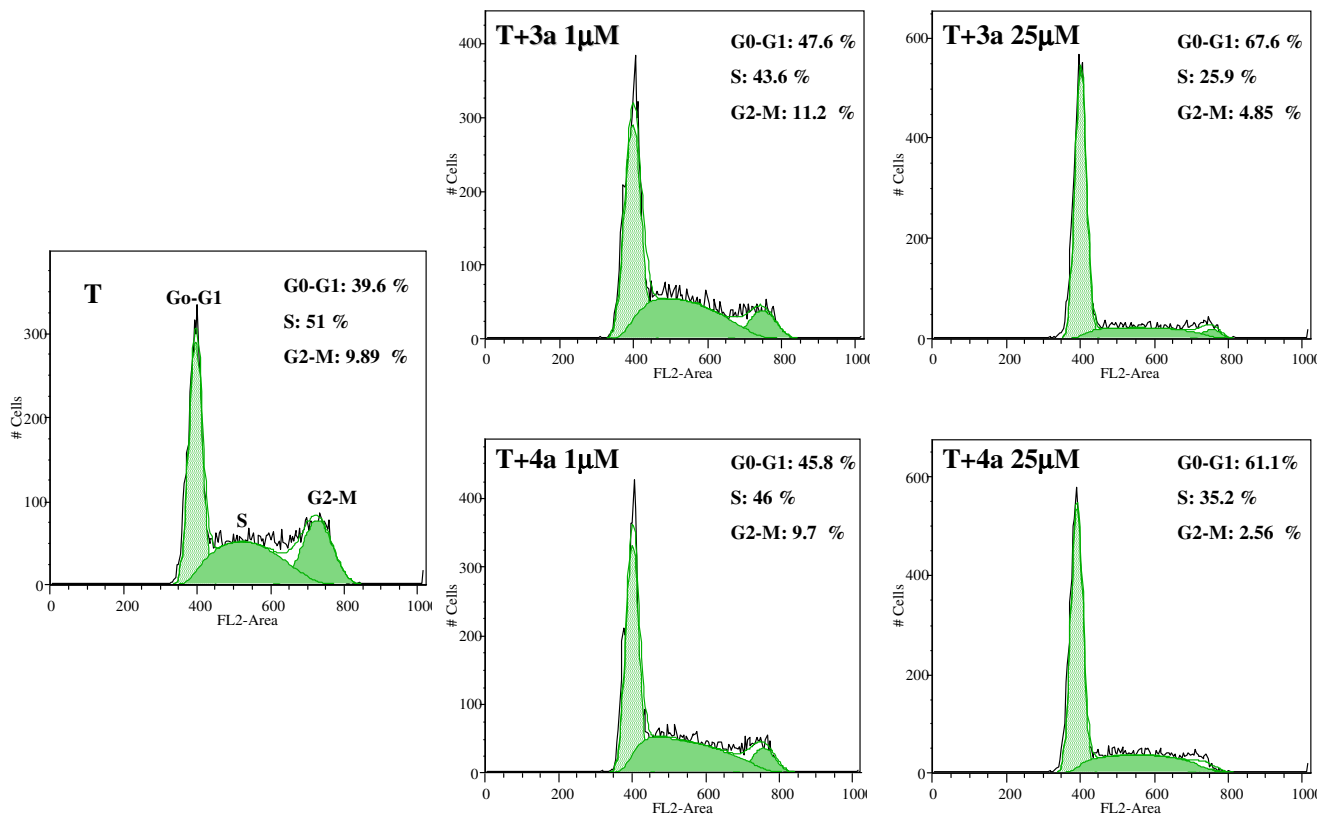 T
Go-G1
G0-G1: 39.6 %
S: 51 %
G2-M: 9.89 %
S
G2-M
# Cells
300
200
100
0
0 200 400 600 800 1000
FL2-Area
T+3a 1μM
G0-G1: 47.6 %
S: 43.6 %
G2-M: 11.2 %
# Cells
400
300
200
100
0
0 200 400 600 800 1000
FL2-Area
T+3a 25μM
G0-G1: 67.6 %
S: 25.9 %
G2-M: 4.85 %
# Cells
600
400
200
0
0 200 400 600 800 1000
FL2-Area
T+4a 1μM
G0-G1: 45.8 %
S: 46 %
G2-M: 9.7 %
# Cells
400
300
200
100
0
0 200 400 600 800 1000
FL2-Area
T+4a 25μM
G0-G1: 61.1%
S: 35.2 %
G2-M: 2.56 %
# Cells
600
400
200
0
0 200 400 600 800 1000
FL2-Area